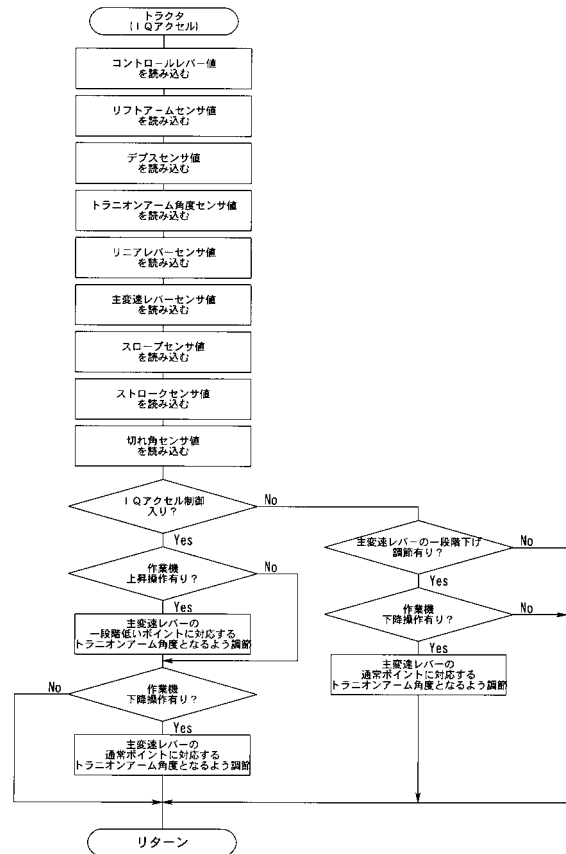 トラクタ
(IQアクセル)
コントロールレバー値
を読み込む
リフトアームセンサ値
を読み込む
デプスセンサ値
を読み込む
トラニオンアーム角度センサ値
を読み込む
リニアレバーセンサ値
を読み込む
主変速レバーセンサ値
を読み込む
スロープセンサ値
を読み込む
ストロークセンサ値
を読み込む
切れ角センサ値
を読み込む
IQアクセル制御
入り?
No
Yes
主変速レバーの一段階下げ
調節有り?
No
Yes
作業機
上昇操作有り?
No
Yes
作業機
下降操作有り?
No
Yes
主変速レバーの
一段階低いポイントに対応する
トラニオンアーム角度となるよう調節
主変速レバーの
通常ポイントに対応する
トラニオンアーム角度となるよう調節
No
作業機
下降操作有り?
Yes
主変速レバーの
通常ポイントに対応する
トラニオンアーム角度となるよう調節
リターン